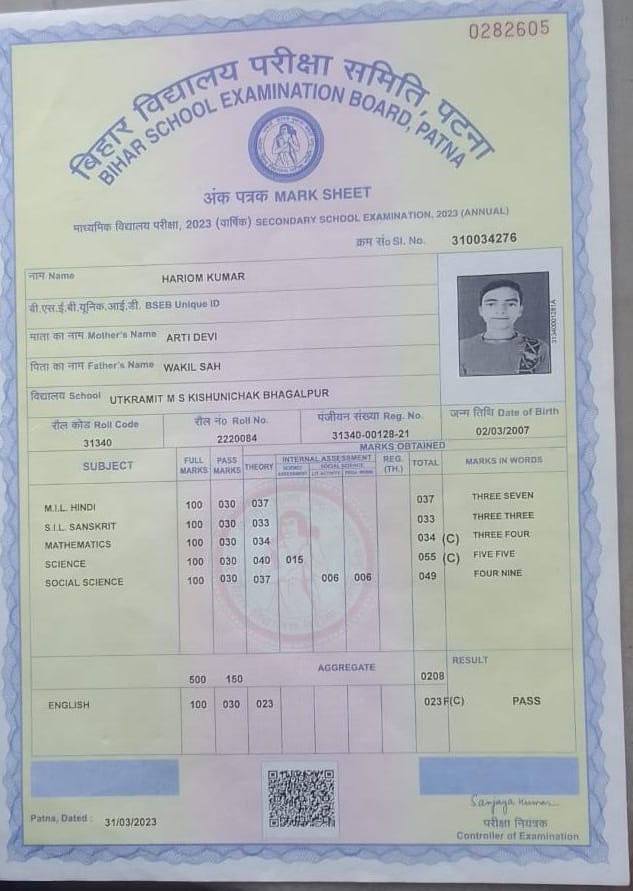 0282605
बिहार विद्यालय परीक्षा समिति, पटना
BIHAR SCHOOL EXAMINATION BOARD, PATNA
अंक पत्रक MARK SHEET
माध्यमिक विद्यालय परीक्षा, 2023 (वार्षिक) SECONDARY SCHOOL EXAMINATION, 2023 (ANNUAL)
क्रम सं० Sl. No. 310034276
नाम Name HARIOM KUMAR
बी.एस.ई.बी.यूनिक.आई.डी. BSEB Unique ID
माता का नाम Mother's Name ARTI DEVI
पिता का नाम Father's Name WAKIL SAH
विद्यालय School UTKRAMIT M S KISHUNICHAK BHAGALPUR
रौल कोड Roll Code रौल नं० Roll No. पंजीयन संख्या Reg. No. जन्म तिथि Date of Birth
31340 2220084 31340-00128-21 02/03/2007
MARKS OBTAINED
SUBJECT FULL MARKS PASS MARKS THEORY INTERNAL ASSESSMENT SCIENCE SOCIAL SCIENCE REG. (TH.) TOTAL MARKS IN WORDS
M.I.L. HINDI 100 030 037 037 THREE SEVEN
S.I.L. SANSKRIT 100 030 033 033 THREE THREE
MATHEMATICS 100 030 034 034 (C) THREE FOUR
SCIENCE 100 030 040 015 055 (C) FIVE FIVE
SOCIAL SCIENCE 100 030 037 006 006 049 FOUR NINE
500 150 AGGREGATE 0208 RESULT
ENGLISH 100 030 023 023F(C) PASS
Patna, Dated : 31/03/2023
Sanjaya Kumar
परीक्षा नियंत्रक
Controller of Examination